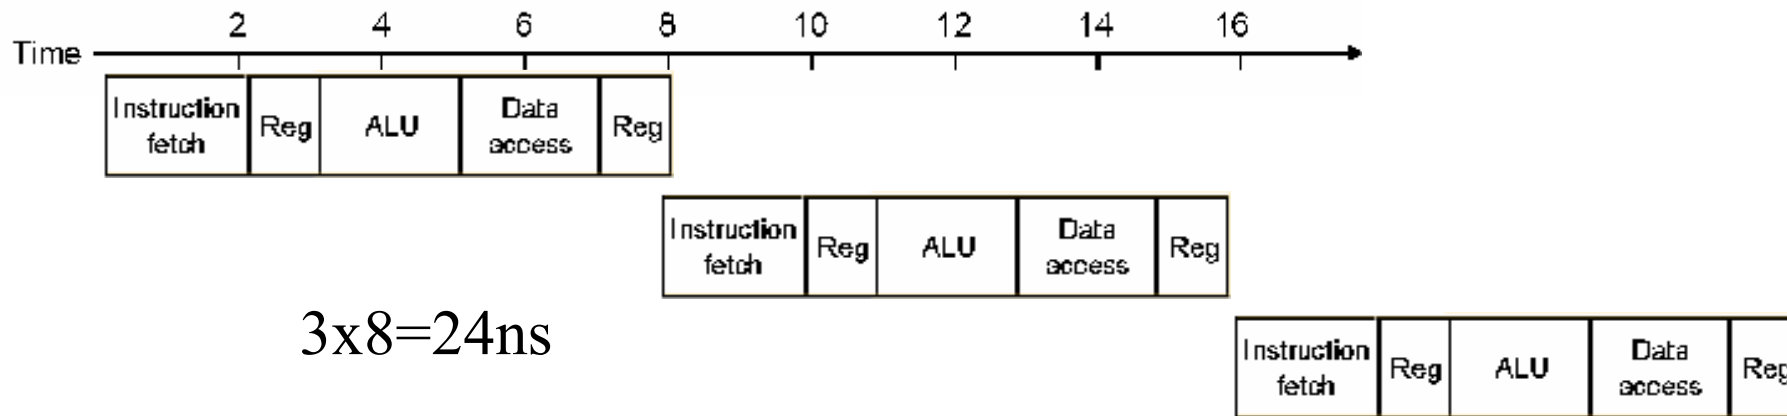 2 4 6 8 10 12 14 16
Time
Instruction fetch Reg ALU Data access Reg
Instruction fetch Reg ALU Data access Reg
3x8=24ns
Instruction fetch Reg ALU Data access Reg